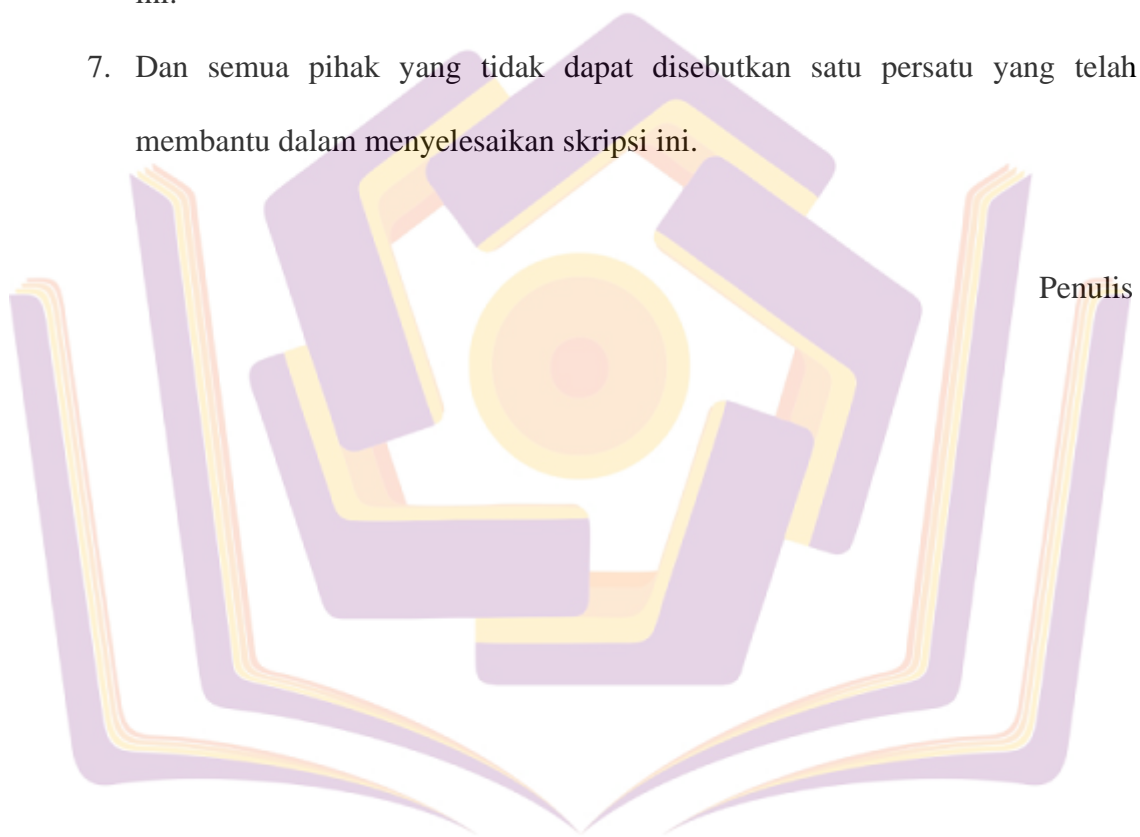 ini.
7. Dan semua pihak yang tidak dapat disebutkan satu persatu yang telah
membantu dalam menyelesaikan skripsi ini.
Penulis